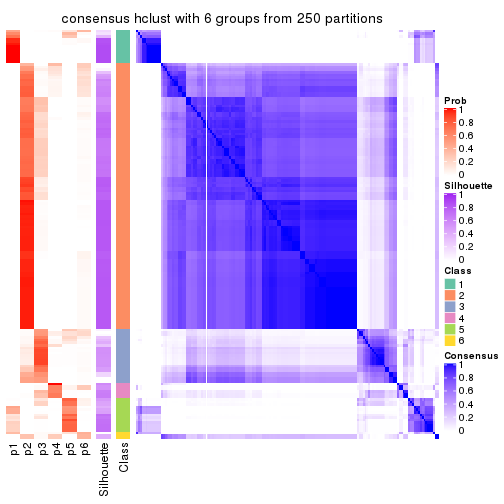 consensus hclust with 6 groups from 250 partitions
Prob
1
0.8
0.6
0.4
0.2
0
Silhouette
1
0.8
0.6
0.4
0.2
0
Class
1
2
3
4
5
6
Consensus
1
0.8
0.6
0.4
0.2
0
p1
p2
p3
p4
p5
p6
Silhouette
Class